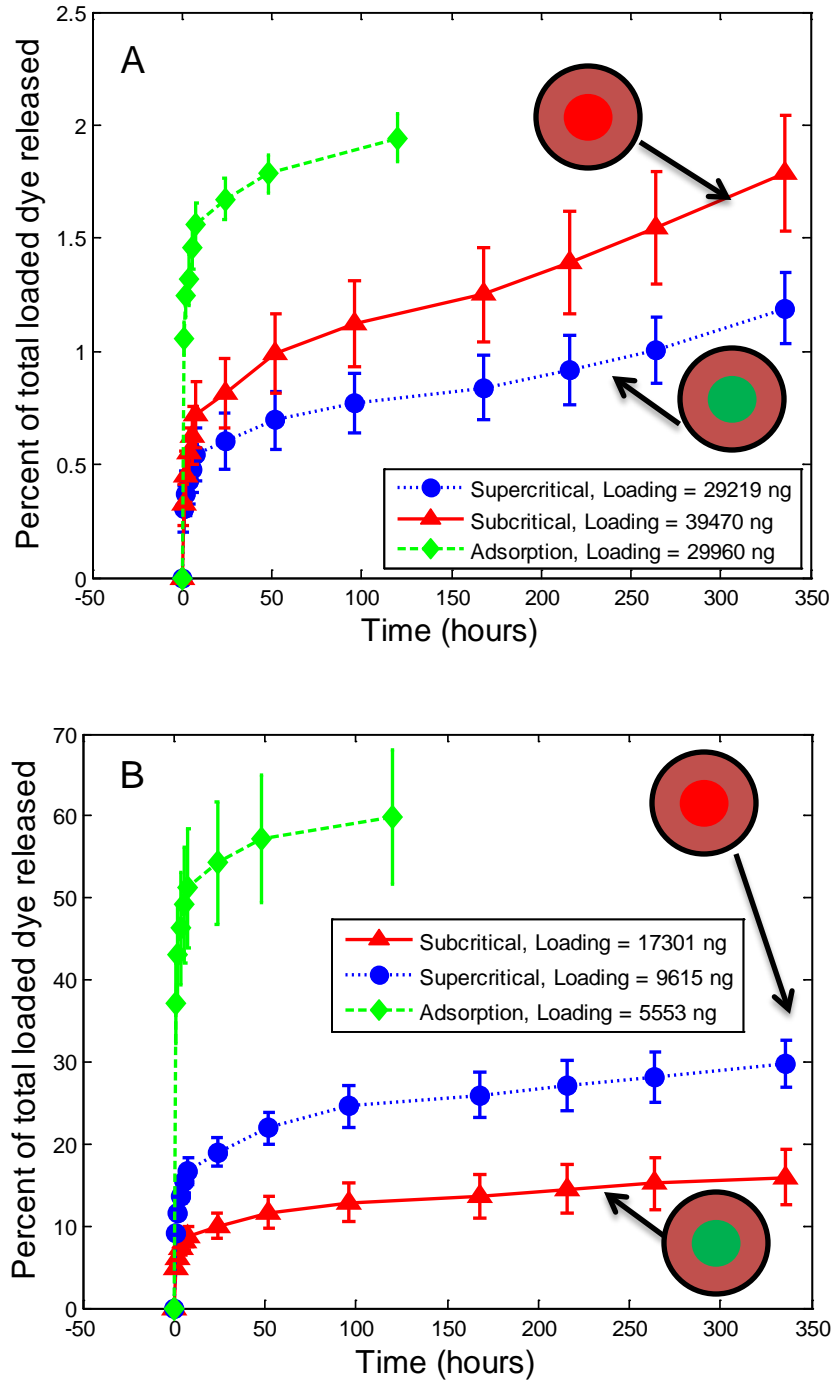 A
Percent of total loaded dye released
2.5
2
1.5
1
0.5
0
Supercritical, Loading = 29219 ng
Subcritical, Loading = 39470 ng
Adsorption, Loading = 29960 ng
-50 0 50 100 150 200 250 300 350
Time (hours)
B
Percent of total loaded dye released
70
60
50
40
30
20
10
0
Subcritical, Loading = 17301 ng
Supercritical, Loading = 9615 ng
Adsorption, Loading = 5553 ng
-50 0 50 100 150 200 250 300 350
Time (hours)